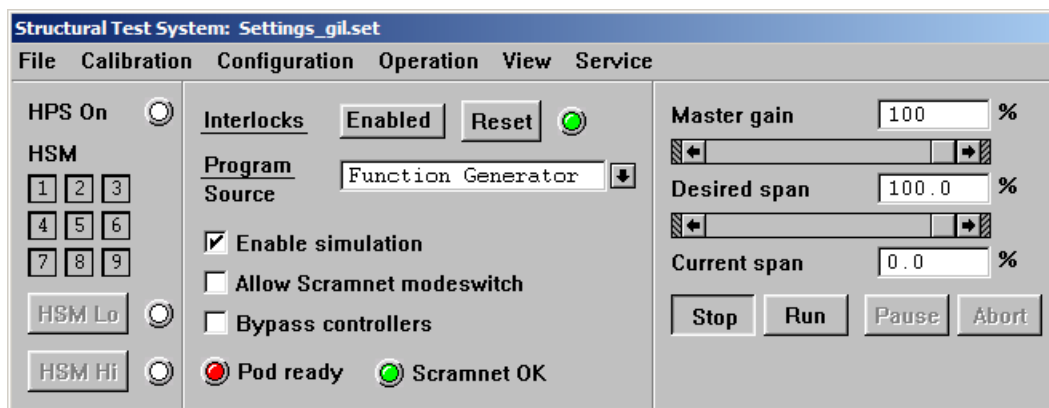 Structural Test System: Settings_gil.set
File Calibration Configuration Operation View Service
HPS On
HSM
1 2 3
4 5 6
7 8 9
HSM Lo
HSM Hi
Interlocks Enabled Reset
Program
Source
Function Generator
Enable simulation
Allow Scramnet modeswitch
Bypass controllers
Pod ready Scramnet OK
Master gain 100 %
Desired span 100.0 %
Current span 0.0 %
Stop Run Pause Abort